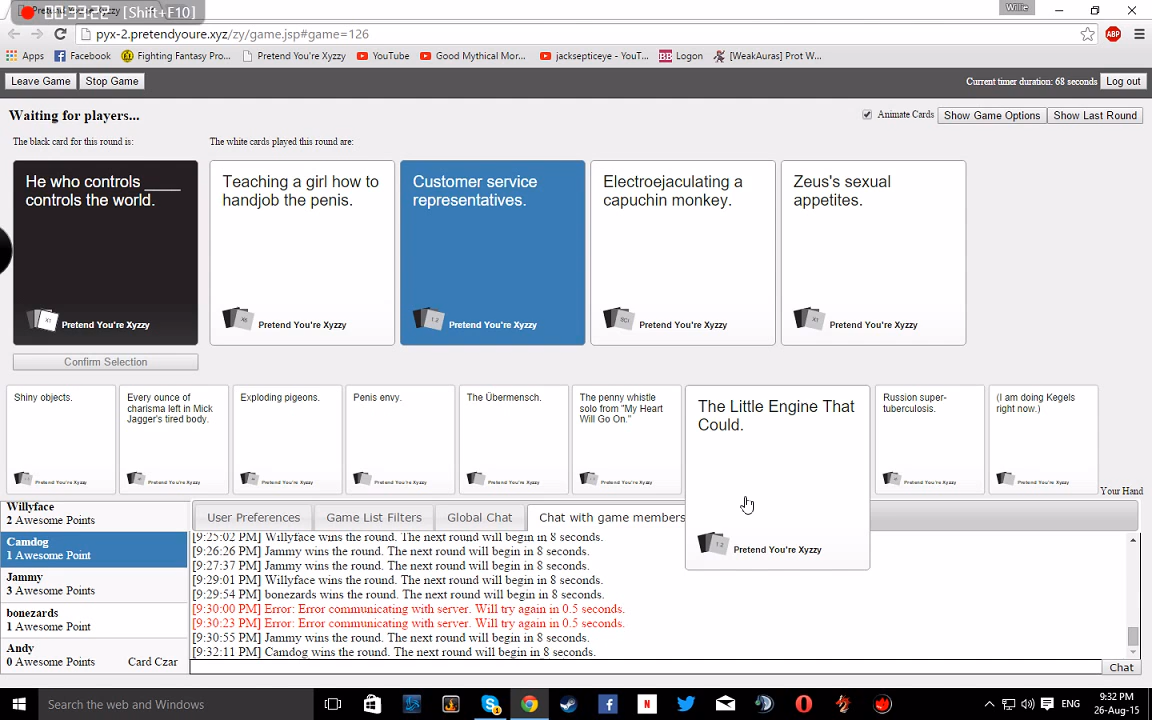 00:33:22 [Shift+F10]
Willie
pyx-2.pretendyoure.xyz/zy/game.jsp#game=126
ABP
Apps Facebook Fighting Fantasy Pro... Pretend You're Xyzzy YouTube Good Mythical Mor... jacksepticeye - YouT... Logon [WeakAuras] Prot W...
Leave Game Stop Game Current timer duration: 68 seconds Log out
Waiting for players... Animate Cards Show Game Options Show Last Round
The black card for this round is: The white cards played this round are:
He who controls ____
controls the world.
Pretend You're Xyzzy
Teaching a girl how to
handjob the penis.
Pretend You're Xyzzy
Customer service
representatives.
Pretend You're Xyzzy
Electroejaculating a
capuchin monkey.
Pretend You're Xyzzy
Zeus's sexual
appetites.
Pretend You're Xyzzy
Confirm Selection
Shiny objects.
Pretend You're Xyzzy
Every ounce of
charisma left in Mick
Jagger's tired body.
Pretend You're Xyzzy
Exploding pigeons.
Pretend You're Xyzzy
Penis envy.
Pretend You're Xyzzy
The Übermensch.
Pretend You're Xyzzy
The penny whistle
solo from "My Heart
Will Go On."
Pretend You're Xyzzy
The Little Engine That
Could.
Pretend You're Xyzzy
Russion super-
tuberculosis.
Pretend You're Xyzzy
(I am doing Kegels
right now.)
Pretend You're Xyzzy
Your Hand
Willyface
2 Awesome Points
Camdog
1 Awesome Point
Jammy
3 Awesome Points
bonezards
1 Awesome Point
Andy
0 Awesome Points Card Czar
User Preferences Game List Filters Global Chat Chat with game members
[9:25:02 PM] Willyface wins the round. The next round will begin in 8 seconds.
[9:26:26 PM] Jammy wins the round. The next round will begin in 8 seconds.
[9:27:37 PM] Jammy wins the round. The next round will begin in 8 seconds.
[9:29:01 PM] Willyface wins the round. The next round will begin in 8 seconds.
[9:29:54 PM] bonezards wins the round. The next round will begin in 8 seconds.
[9:30:00 PM] Error: Error communicating with server. Will try again in 0.5 seconds.
[9:30:23 PM] Error: Error communicating with server. Will try again in 0.5 seconds.
[9:30:55 PM] Jammy wins the round. The next round will begin in 8 seconds.
[9:32:11 PM] Camdog wins the round. The next round will begin in 8 seconds.
Chat
Search the web and Windows
ENG
9:32 PM
26-Aug-15